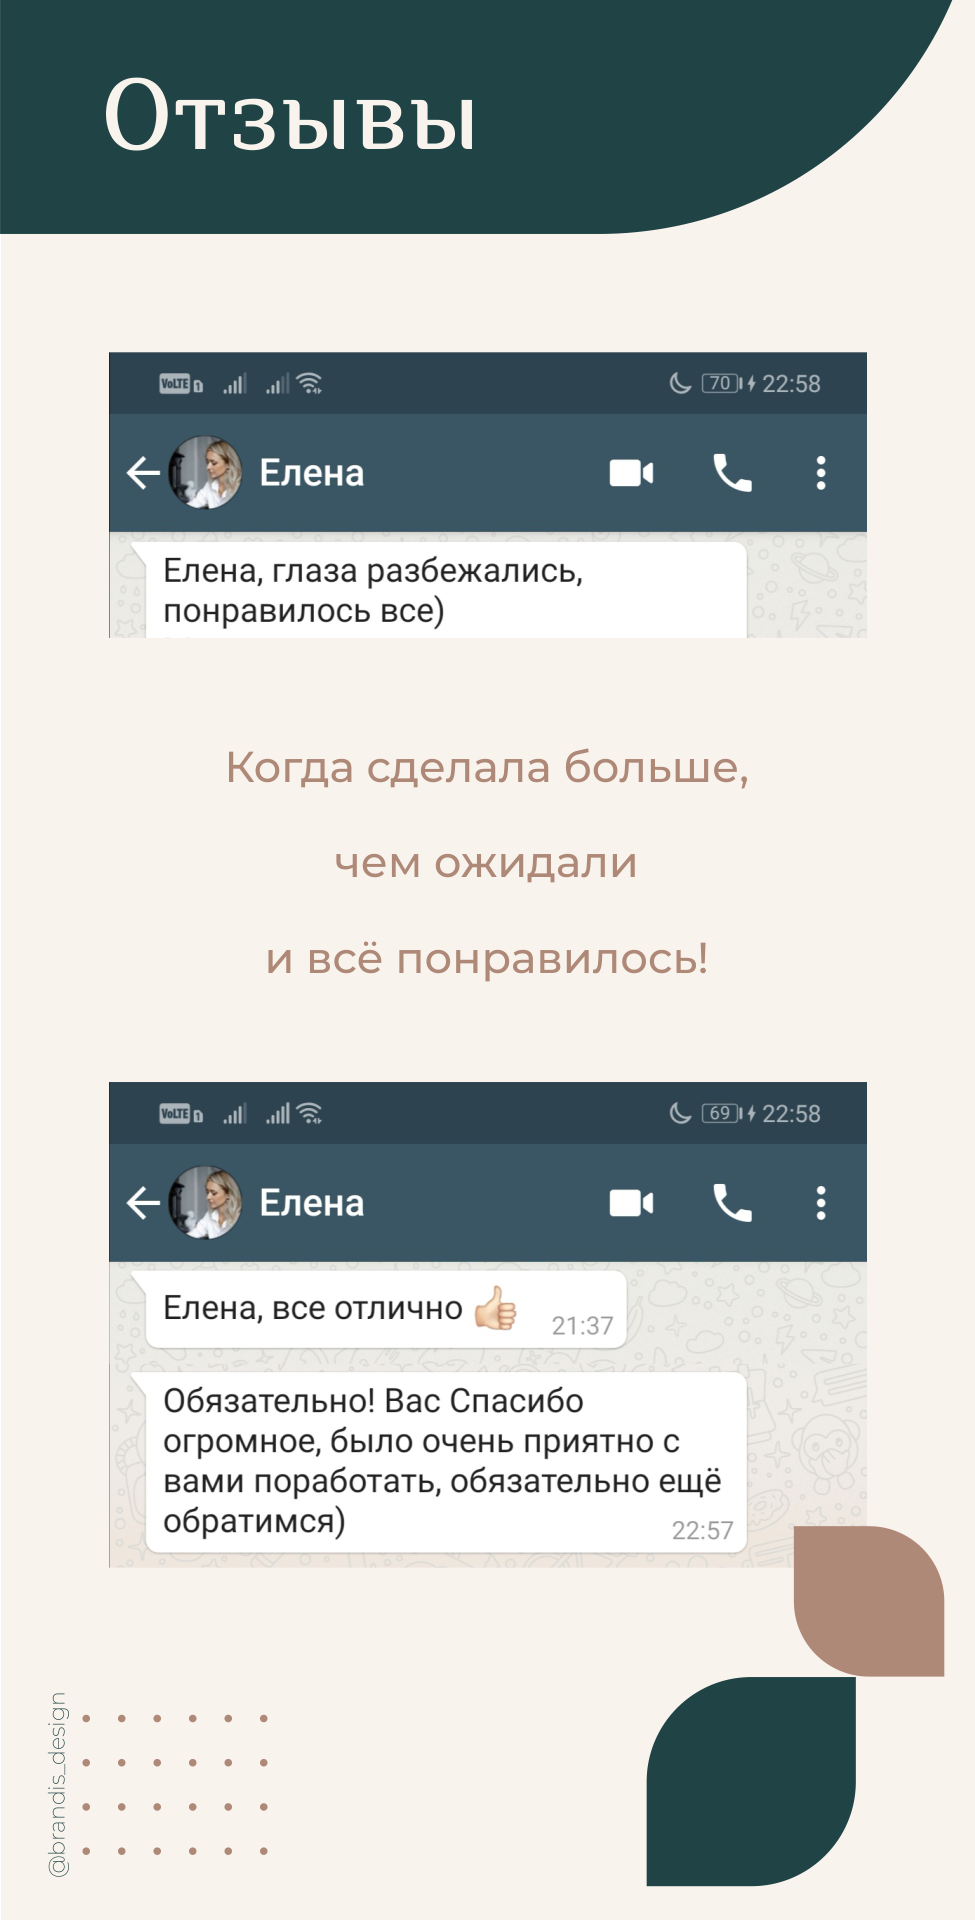 Отзывы
VoLTE 1
70
22:58
Елена
Елена, глаза разбежались,
понравилось все)
Когда сделала больше,
чем ожидали
и всё понравилось!
VoLTE 1
69
22:58
Елена
Елена, все отлично 👍🏻
21:37
Обязательно! Вас Спасибо
огромное, было очень приятно с
вами поработать, обязательно ещё
обратимся)
22:57
@brandis_design